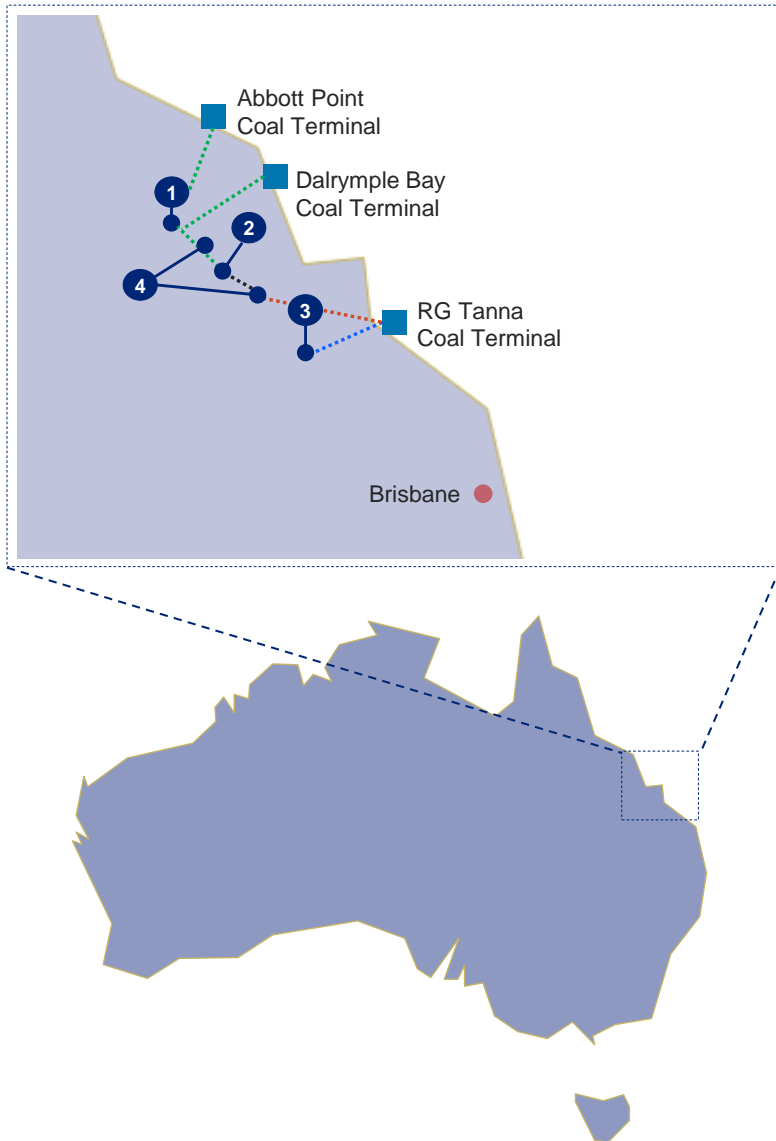 Abbott Point
Coal Terminal
1
Dalrymple Bay
Coal Terminal
2
4
3
RG Tanna
Coal Terminal
Brisbane